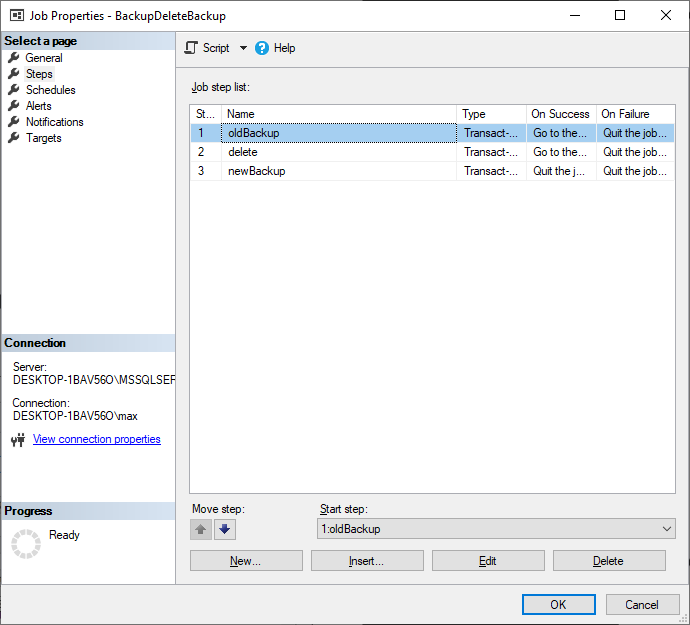 Job Properties - BackupDeleteBackup
Select a page
General
Steps
Schedules
Alerts
Notifications
Targets
Script
Help
Job step list:
St... Name Type On Success On Failure
1 oldBackup Transact-... Go to the... Quit the job...
2 delete Transact-... Go to the... Quit the job...
3 newBackup Transact-... Quit the j... Quit the job...
Connection
Server:
DESKTOP-1BAV56O\MSSQLSEF
Connection:
DESKTOP-1BAV56O\max
View connection properties
Progress
Ready
Move step:
Start step:
1:oldBackup
New...
Insert...
Edit
Delete
OK
Cancel